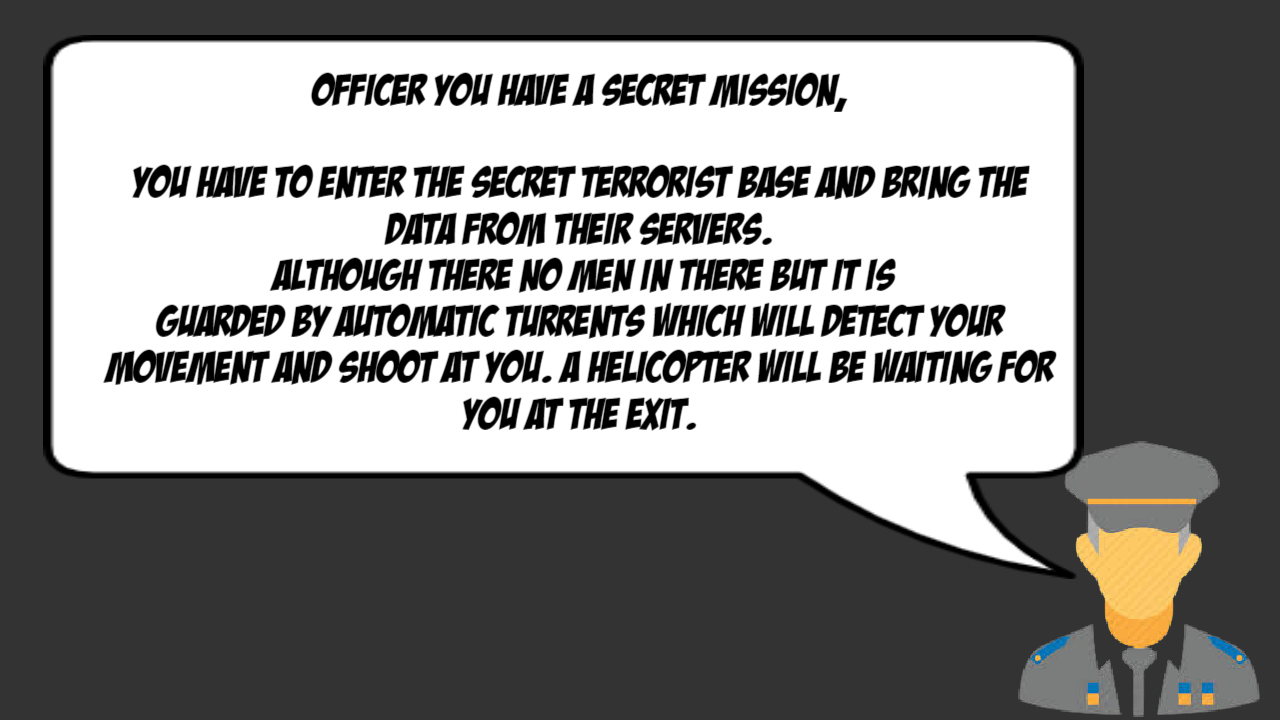 OFFICER YOU HAVE A SECRET MISSION,
YOU HAVE TO ENTER THE SECRET TERRORIST BASE AND BRING THE
DATA FROM THEIR SERVERS.
ALTHOUGH THERE NO MEN IN THERE BUT IT IS
GUARDED BY AUTOMATIC TURRENTS WHICH WILL DETECT YOUR
MOVEMENT AND SHOOT AT YOU. A HELICOPTER WILL BE WAITING FOR
YOU AT THE EXIT.